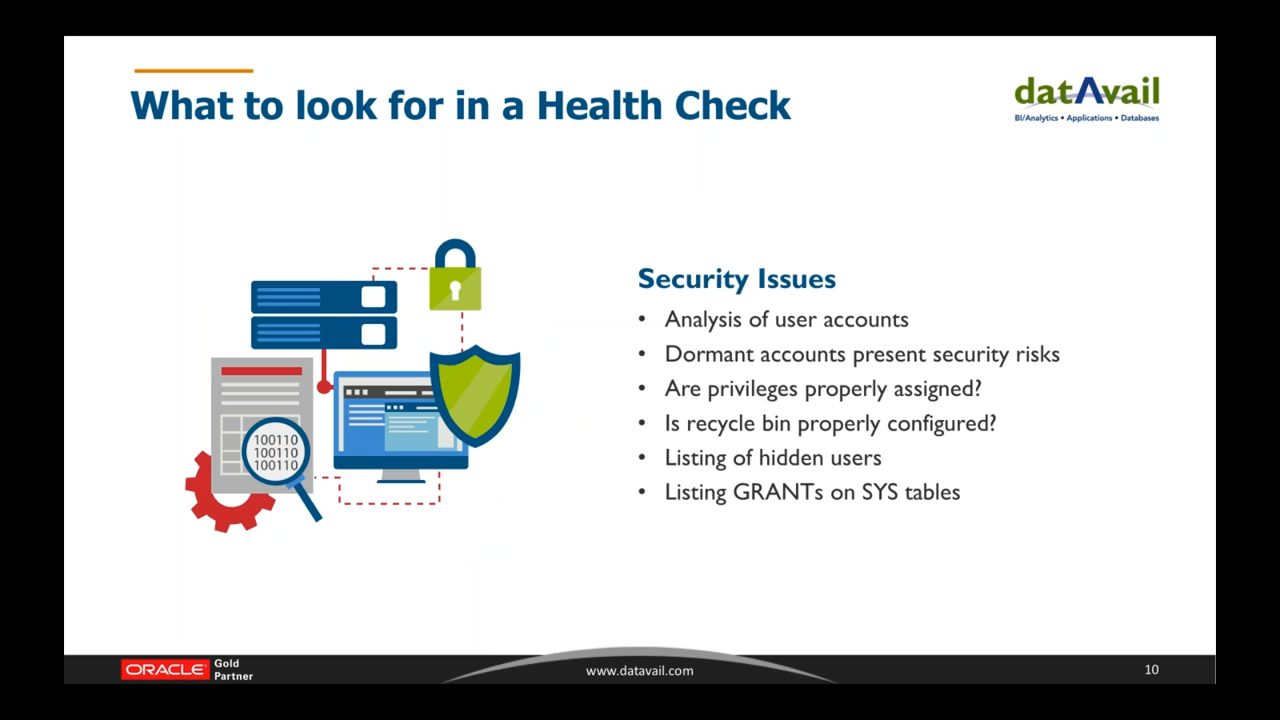 What to look for in a Health Check
datAvail
BI/Analytics • Applications • Databases
100110
100110
100110
Security Issues
• Analysis of user accounts
• Dormant accounts present security risks
• Are privileges properly assigned?
• Is recycle bin properly configured?
• Listing of hidden users
• Listing GRANTs on SYS tables
ORACLE
Gold
Partner
www.datavail.com
10